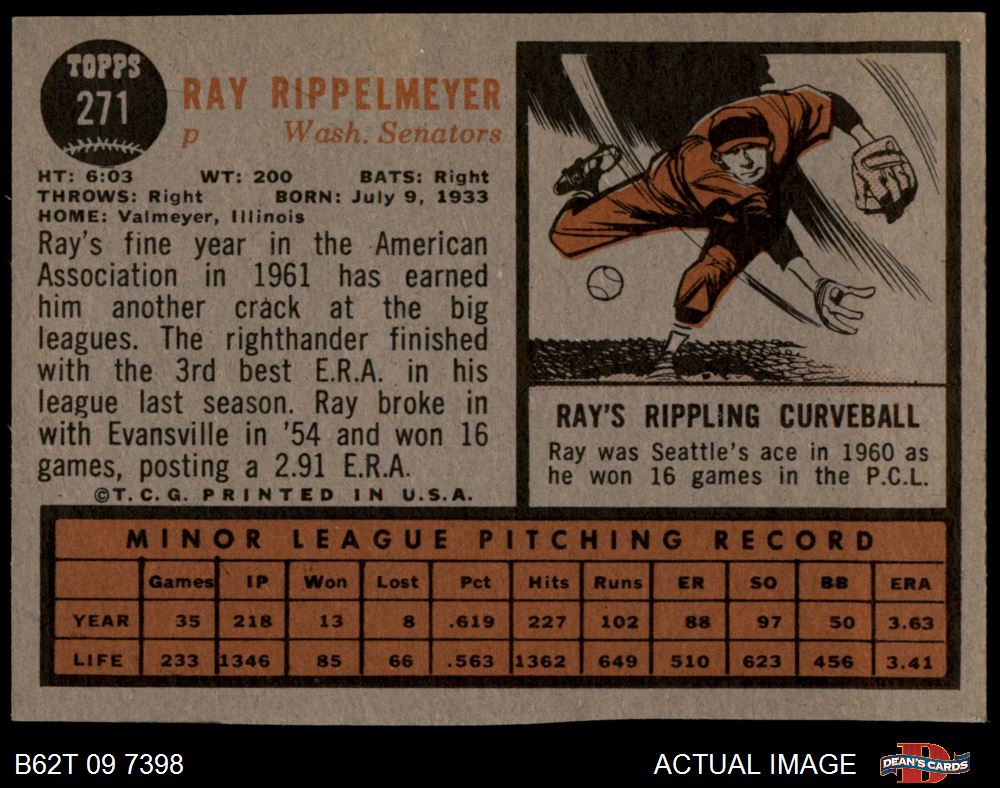 TOPPS
271
RAY RIPPELMEYER
p Wash. Senators
HT: 6:03 WT: 200 BATS: Right
THROWS: Right BORN: July 9, 1933
HOME: Valmeyer, Illinois
Ray's fine year in the American
Association in 1961 has earned
him another crack at the big
leagues. The righthander finished
with the 3rd best E.R.A. in his
league last season. Ray broke in
with Evansville in '54 and won 16
games, posting a 2.91 E.R.A.
©T.C.G. PRINTED IN U.S.A.
RAY'S RIPPLING CURVEBALL
Ray was Seattle's ace in 1960 as
he won 16 games in the P.C.L.
MINOR LEAGUE PITCHING RECORD
Games IP Won Lost Pct Hits Runs ER SO BB ERA
YEAR 35 218 13 8 .619 227 102 88 97 50 3.63
LIFE 233 1346 85 66 .563 1362 649 510 623 456 3.41
B62T 09 7398 ACTUAL IMAGE
D
DEAN'S CARDS